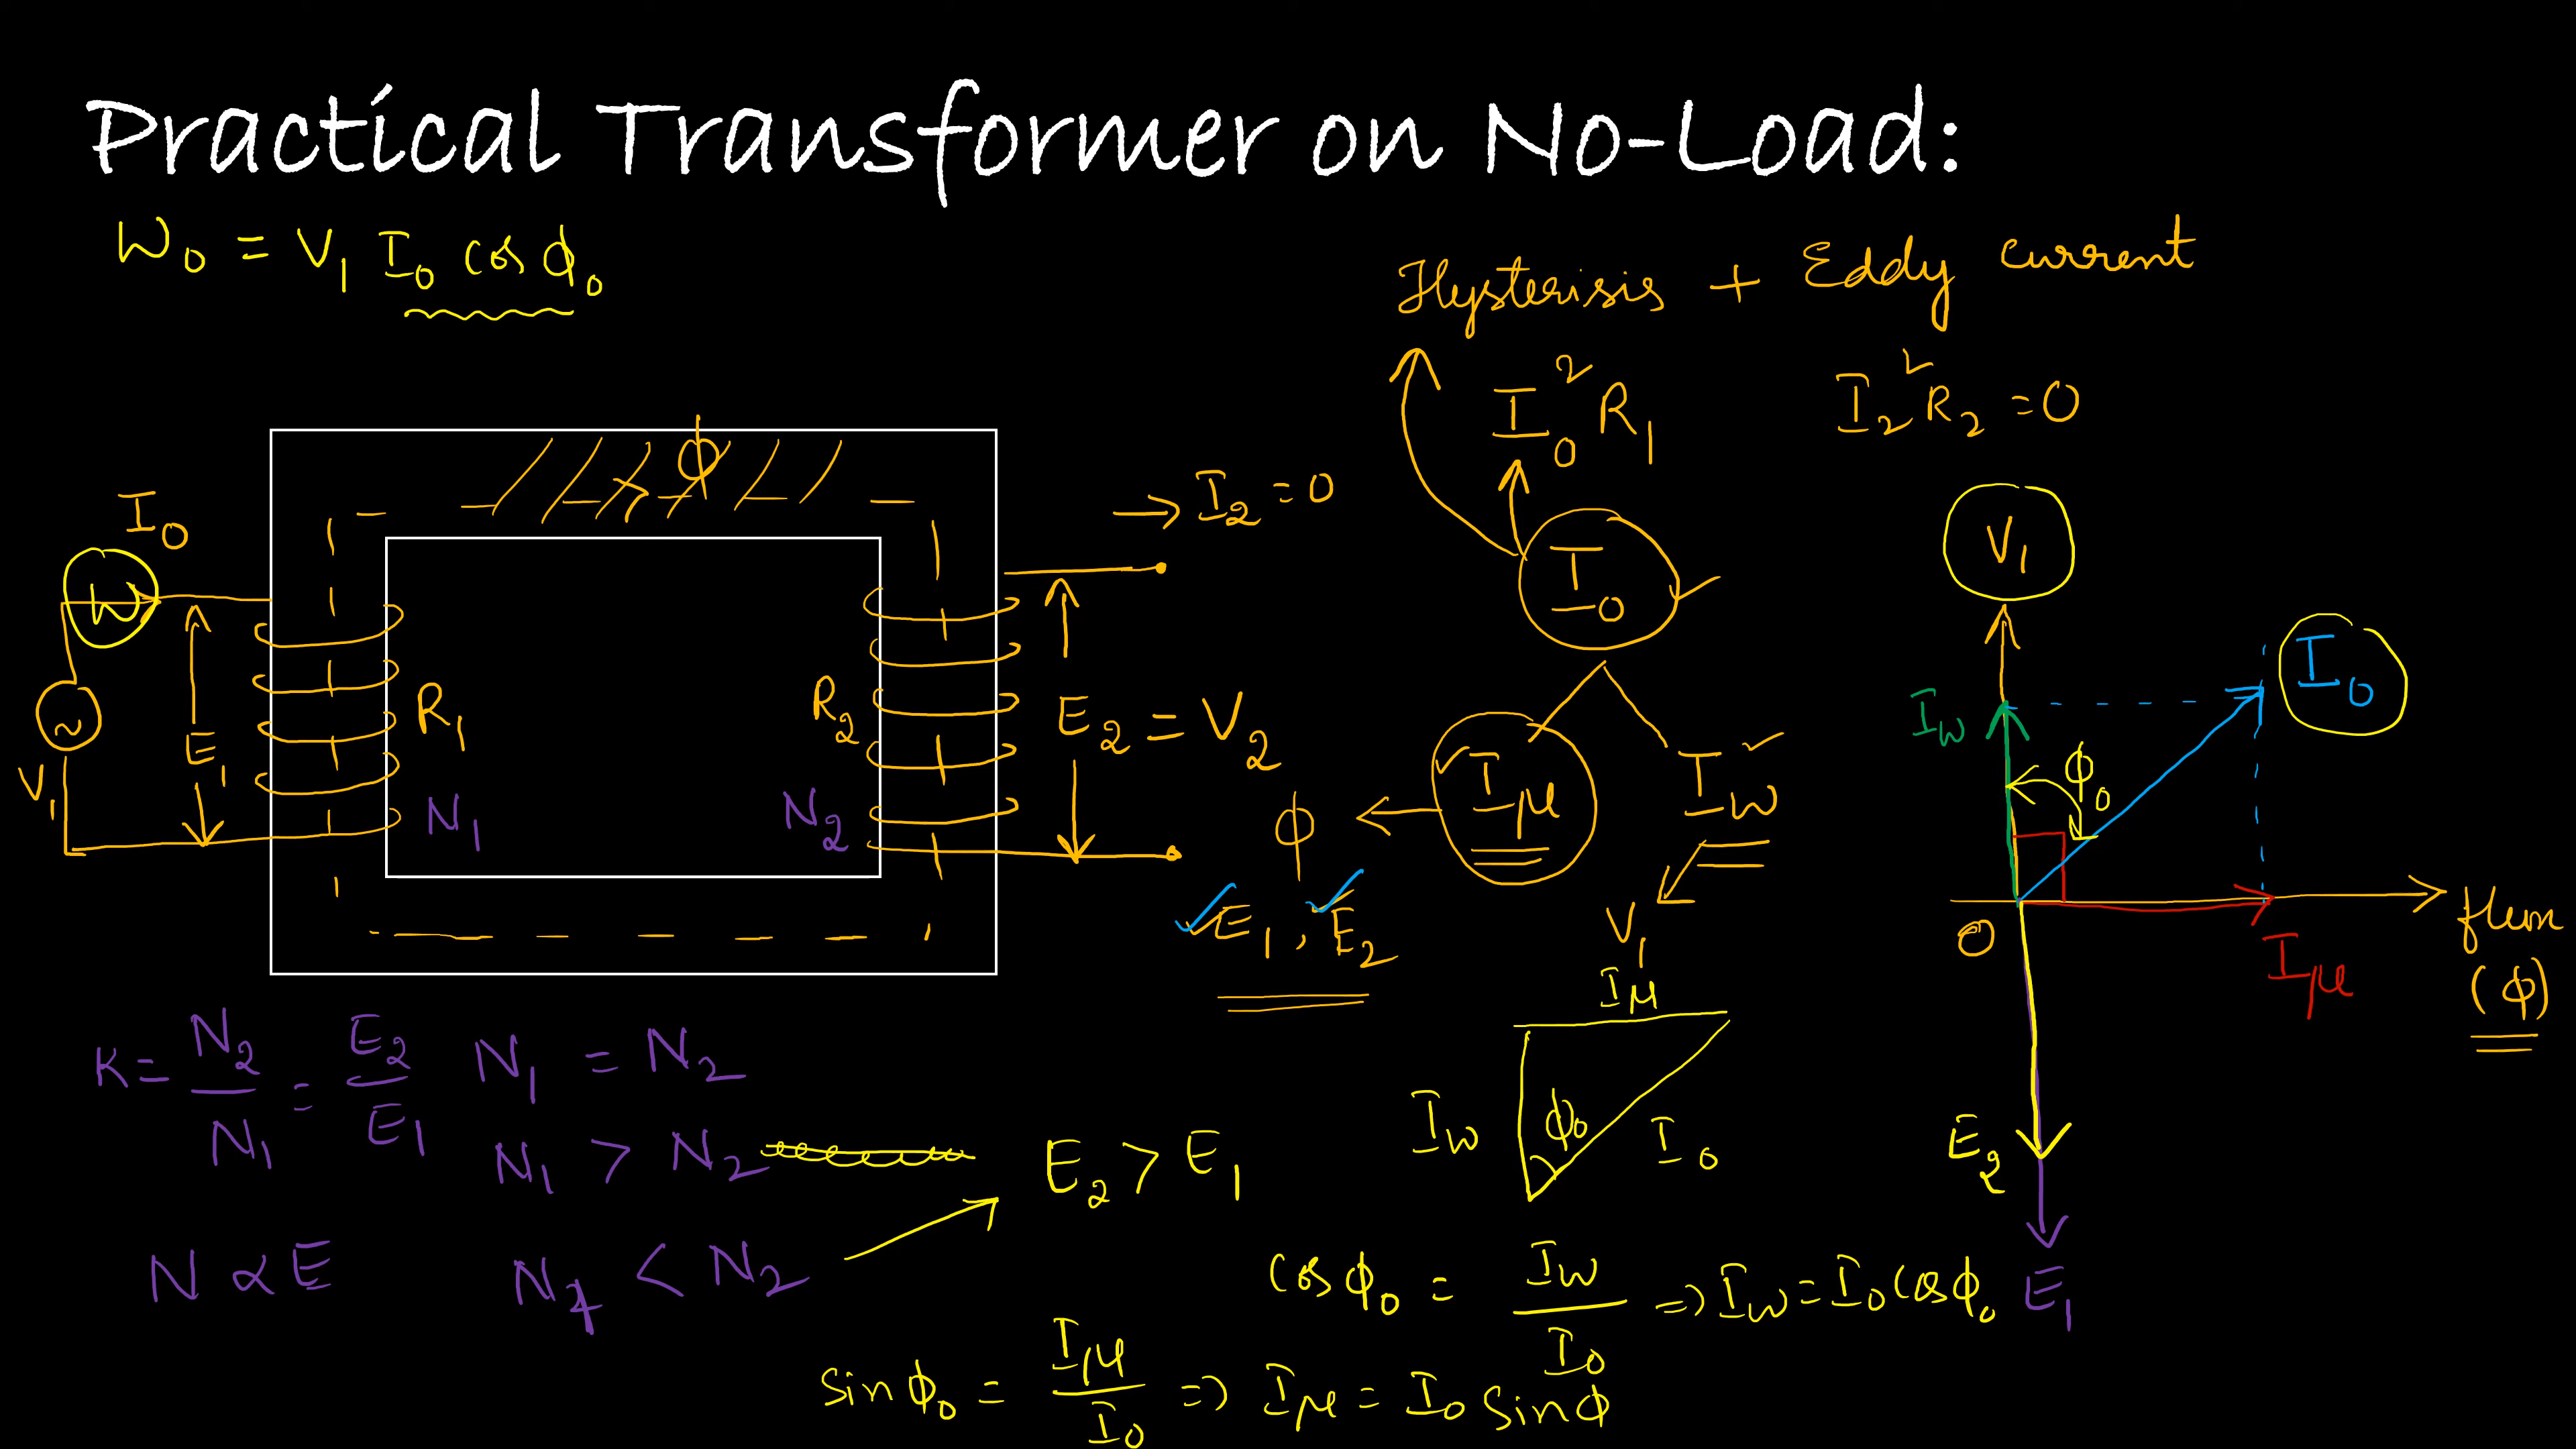 Practical Transformer on No-Load:
W₀ = V₁ I₀ cos ϕ₀
Hysterisis + Eddy current
I₀² R₁
I₂² R₂ = 0
ϕ
I₀
W
~
V₁
E₁
R₁
N₁
R₂
N₂
→ I₂ = 0
E₂ = V₂
I₀
Iμ
Iw
ϕ
E₁, E₂
V₁
V₁
I₀
Iw
ϕ₀
O
Iμ
flux
(ϕ)
E₂
E₁
Iμ
Iw
ϕ₀
I₀
K = N₂/N₁ = E₂/E₁
N₁ = N₂
N₁ > N₂
E₂ > E₁
N ∝ E
N₁ < N₂
cos ϕ₀ = Iw/I₀ ⇒ Iw = I₀ cos ϕ₀
sin ϕ₀ = Iμ/I₀ ⇒ Iμ = I₀ sin ϕ